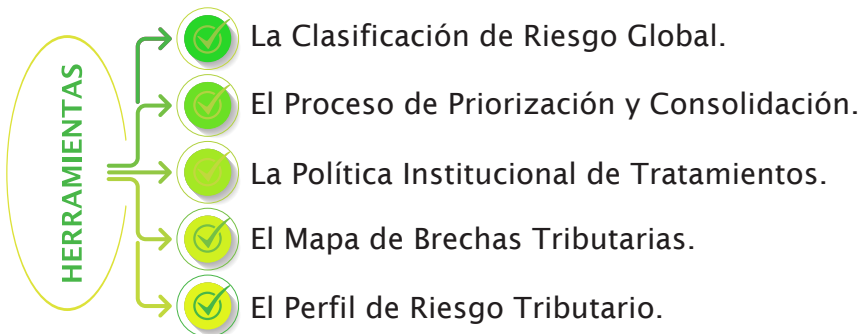 HERRAMIENTAS
La Clasificación de Riesgo Global.
El Proceso de Priorización y Consolidación.
La Política Institucional de Tratamientos.
El Mapa de Brechas Tributarias.
El Perfil de Riesgo Tributario.